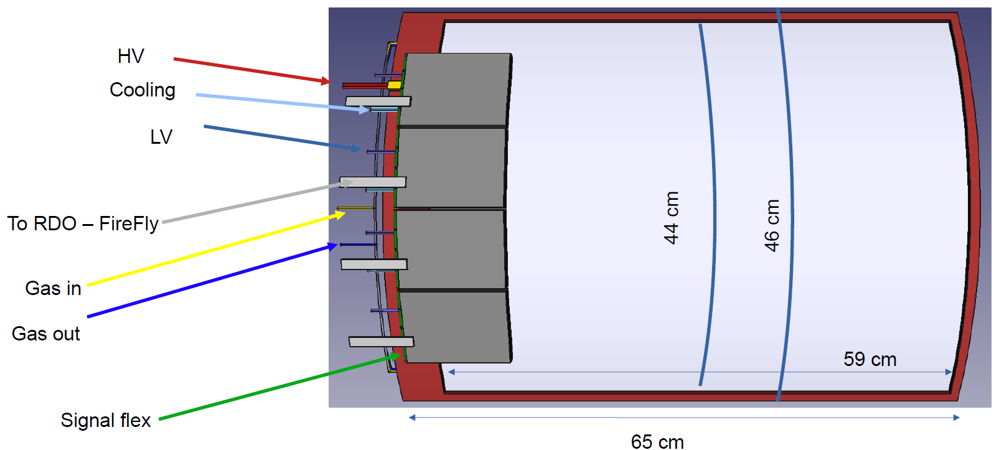 HV
Cooling
LV
To RDO – FireFly
Gas in
Gas out
Signal flex
44 cm
46 cm
59 cm
65 cm